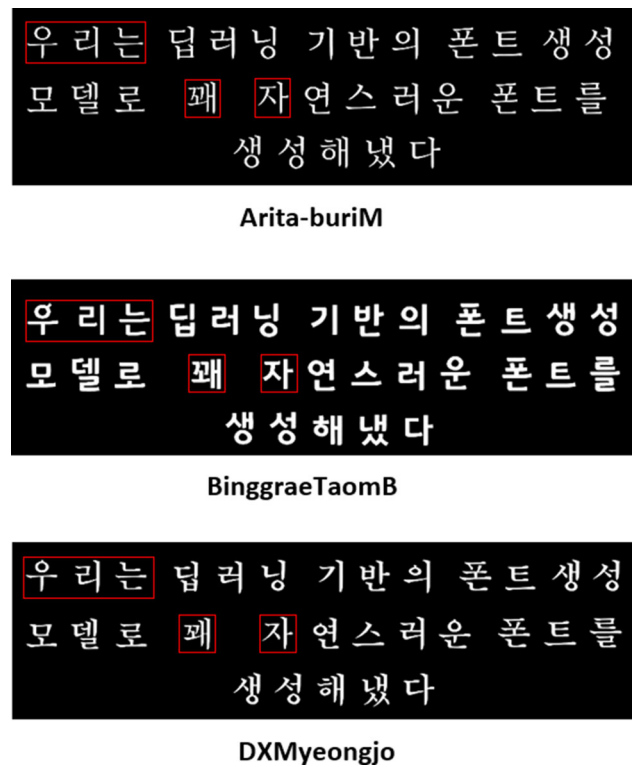 우리는 딥러닝 기반의 폰트 생성
모델로 꽤 자연스러운 폰트를
생성해 냈다
Arita-buriM
우리는 딥러닝 기반의 폰트 생성
모델로 꽤 자연스러운 폰트를
생성해 냈다
BinggraeTaomB
우리는 딥러닝 기반의 폰트 생성
모델로 꽤 자연스러운 폰트를
생성해 냈다
DXMyeongjo